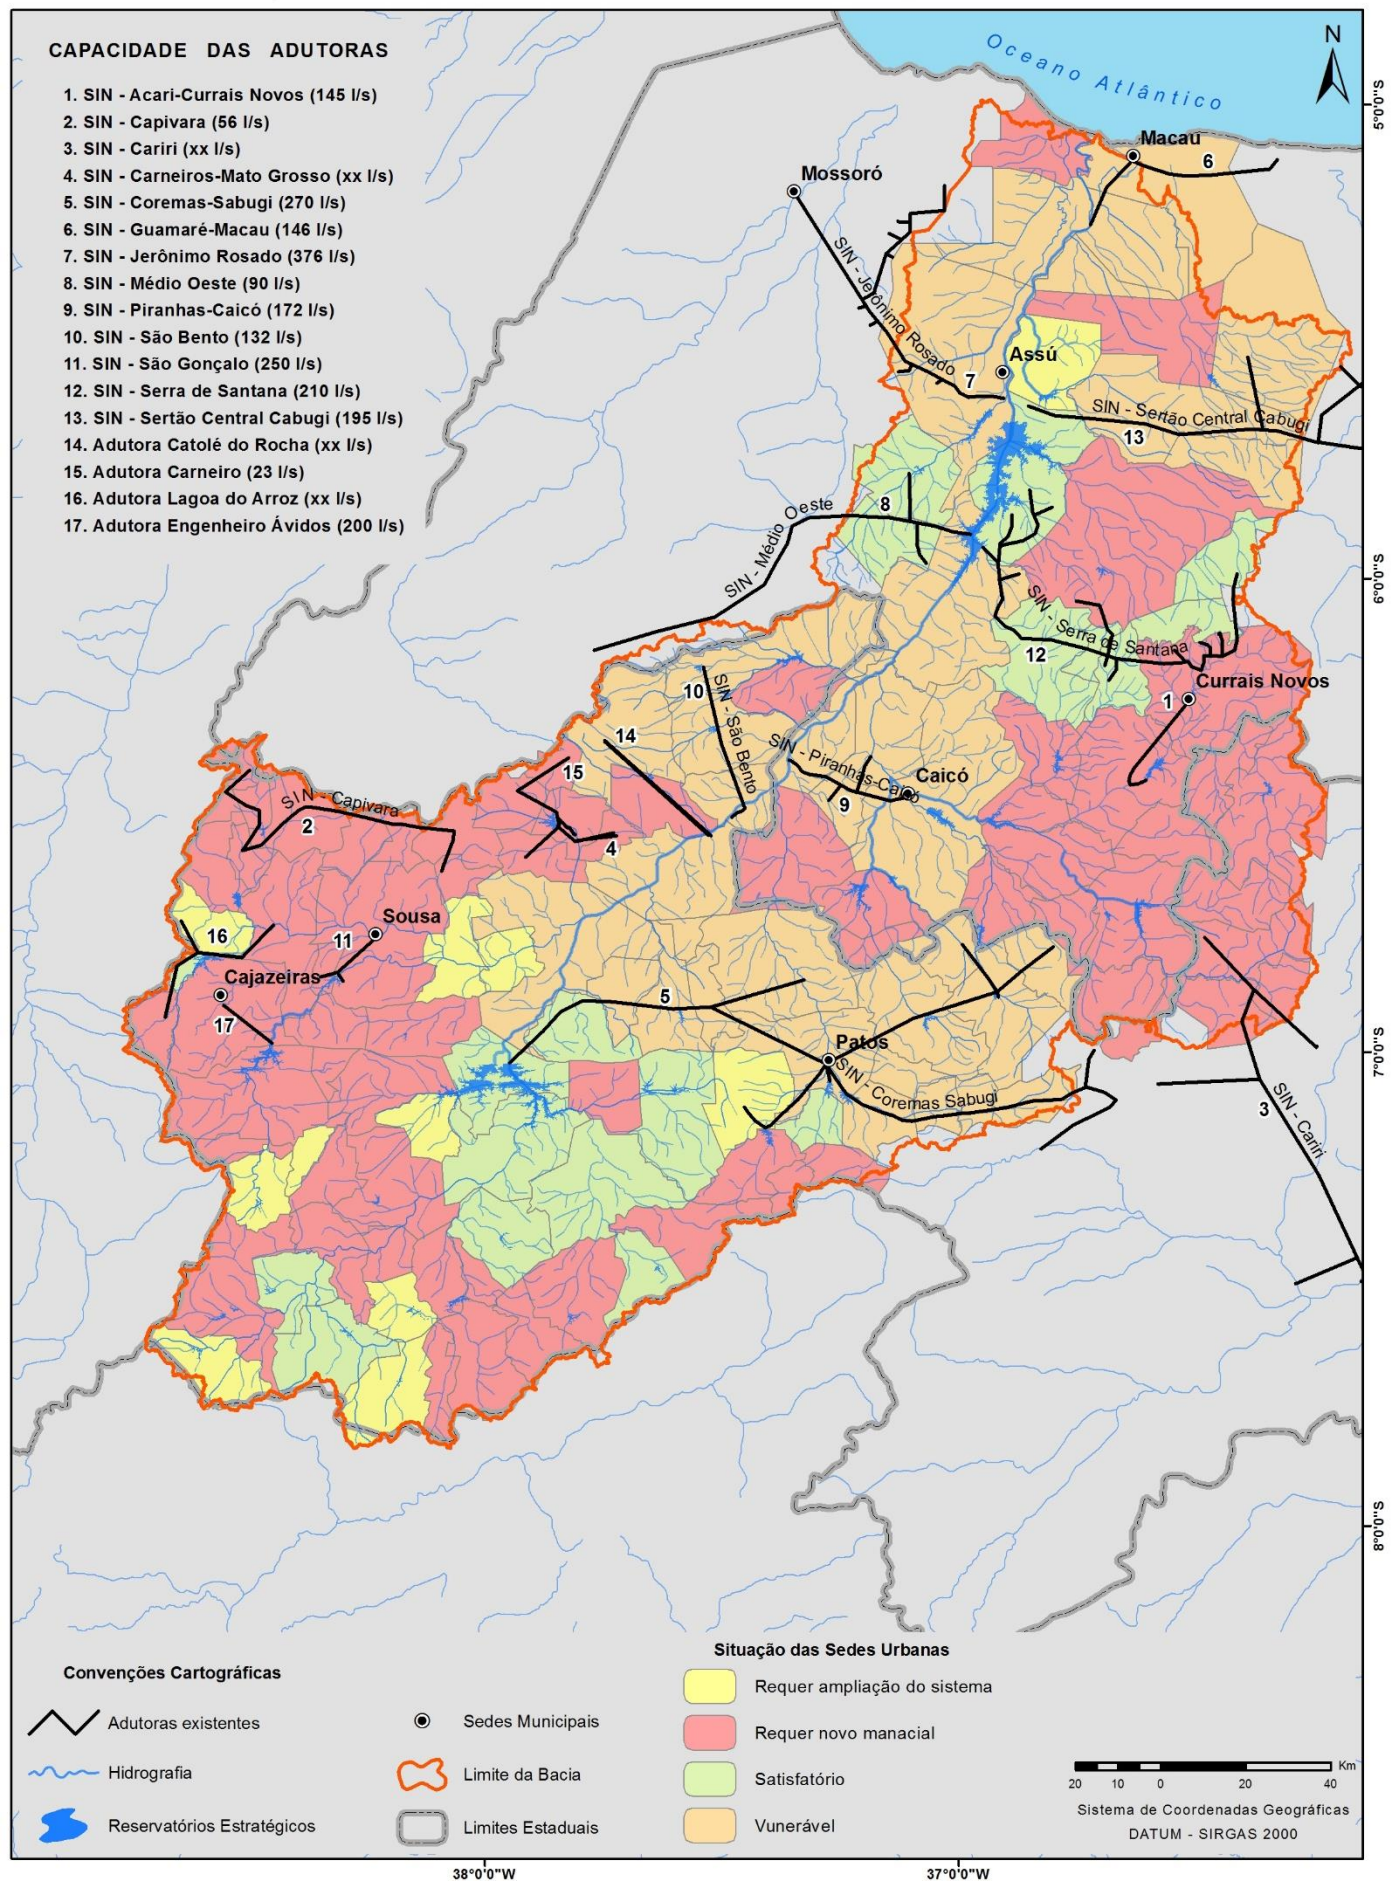 CAPACIDADE DAS ADUTORAS
1. SIN - Acari-Currais Novos (145 l/s)
2. SIN - Capivara (56 l/s)
3. SIN - Cariri (xx l/s)
4. SIN - Carneiros-Mato Grosso (xx l/s)
5. SIN - Coremas-Sabugi (270 l/s)
6. SIN - Guamaré-Macau (146 l/s)
7. SIN - Jerônimo Rosado (376 l/s)
8. SIN - Médio Oeste (90 l/s)
9. SIN - Piranhas-Caicó (172 l/s)
10. SIN - São Bento (132 l/s)
11. SIN - São Gonçalo (250 l/s)
12. SIN - Serra de Santana (210 l/s)
13. SIN - Sertão Central Cabugi (195 l/s)
14. Adutora Catolé do Rocha (xx l/s)
15. Adutora Carneiro (23 l/s)
16. Adutora Lagoa do Arroz (xx l/s)
17. Adutora Engenheiro Ávidos (200 l/s)
Oceano Atlântico
N
5°0'0"S
Macau
6
Mossoró
SIN - Jerônimo Rosado
Assú
7
SIN - Sertão Central Cabugi
13
8
SIN - Médio Oeste
6°0'0"S
SIN - Serra de Santana
12
Currais Novos
1
10
SIN - São Bento
14
SIN - Piranhas-Caicó
15
Caicó
9
SIN - Capivara
2
4
Sousa
11
16
Cajazeiras
17
5
Patos
7°0'0"S
SIN - Coremas Sabugi
3
SIN - Cariri
8°0'0"S
Convenções Cartográficas
Adutoras existentes
Hidrografia
Reservatórios Estratégicos
Sedes Municipais
Limite da Bacia
Limites Estaduais
Situação das Sedes Urbanas
Requer ampliação do sistema
Requer novo manacial
Satisfatório
Vunerável
Km
20 10 0 20 40
Sistema de Coordenadas Geográficas
DATUM - SIRGAS 2000
38°0'0"W
37°0'0"W